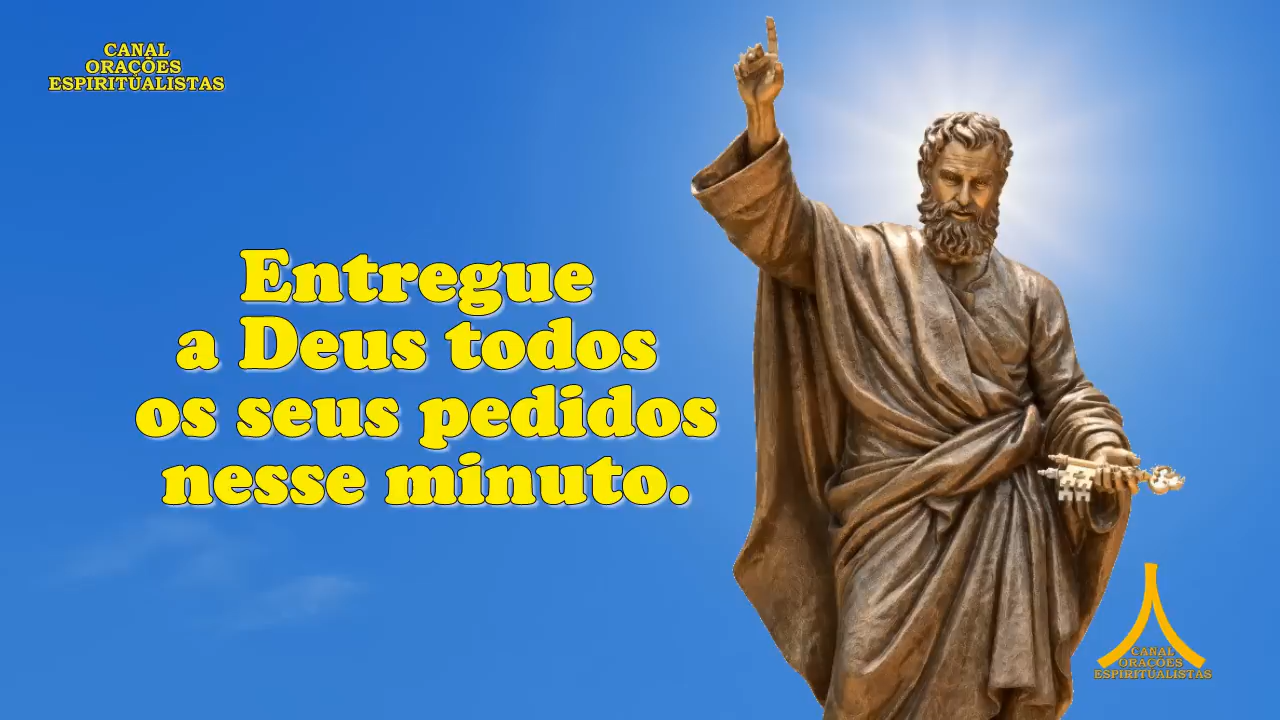 CANAL
ORAÇÕES
ESPIRITUALISTAS
Entregue
a Deus todos
os seus pedidos
nesse minuto.
CANAL
ORAÇÕES
ESPIRITUALISTAS